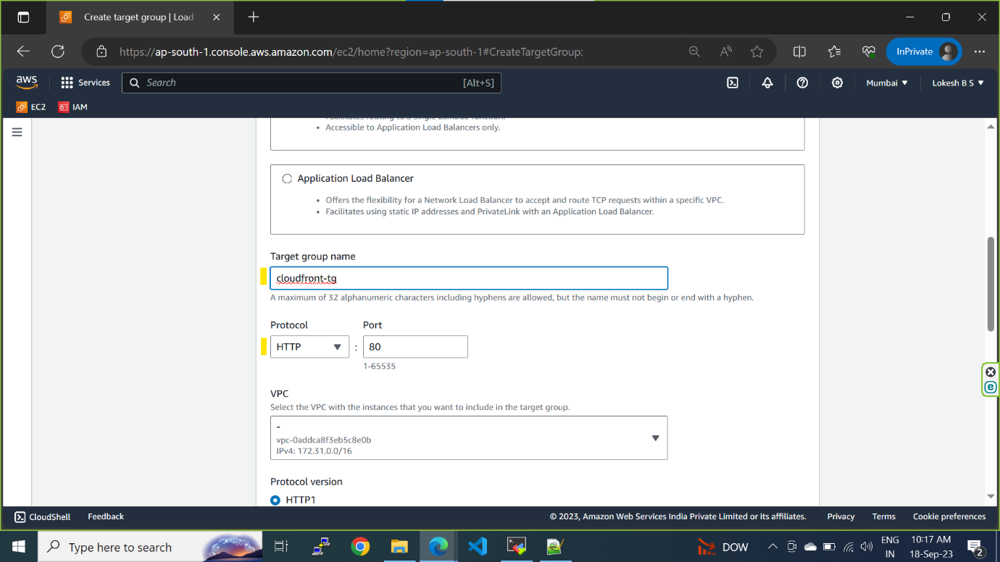 Create target group | Load
https://ap-south-1.console.aws.amazon.com/ec2/home?region=ap-south-1#CreateTargetGroup:
InPrivate
aws
Services
Search
[Alt+S]
Mumbai
Lokesh B S
EC2
IAM
Facilitates routing to a single Lambda function.
Accessible to Application Load Balancers only.
Application Load Balancer
Offers the flexibility for a Network Load Balancer to accept and route TCP requests within a specific VPC.
Facilitates using static IP addresses and PrivateLink with an Application Load Balancer.
Target group name
cloudfront-tg
A maximum of 32 alphanumeric characters including hyphens are allowed, but the name must not begin or end with a hyphen.
Protocol
Port
HTTP
:
80
1-65535
VPC
Select the VPC with the instances that you want to include in the target group.
-
vpc-0addca8f3eb5c8e0b
IPv4: 172.31.0.0/16
Protocol version
HTTP1
CloudShell
Feedback
© 2023, Amazon Web Services India Private Limited or its affiliates.
Privacy
Terms
Cookie preferences
Type here to search
DOW
ENG
IN
10:17 AM
18-Sep-23
2